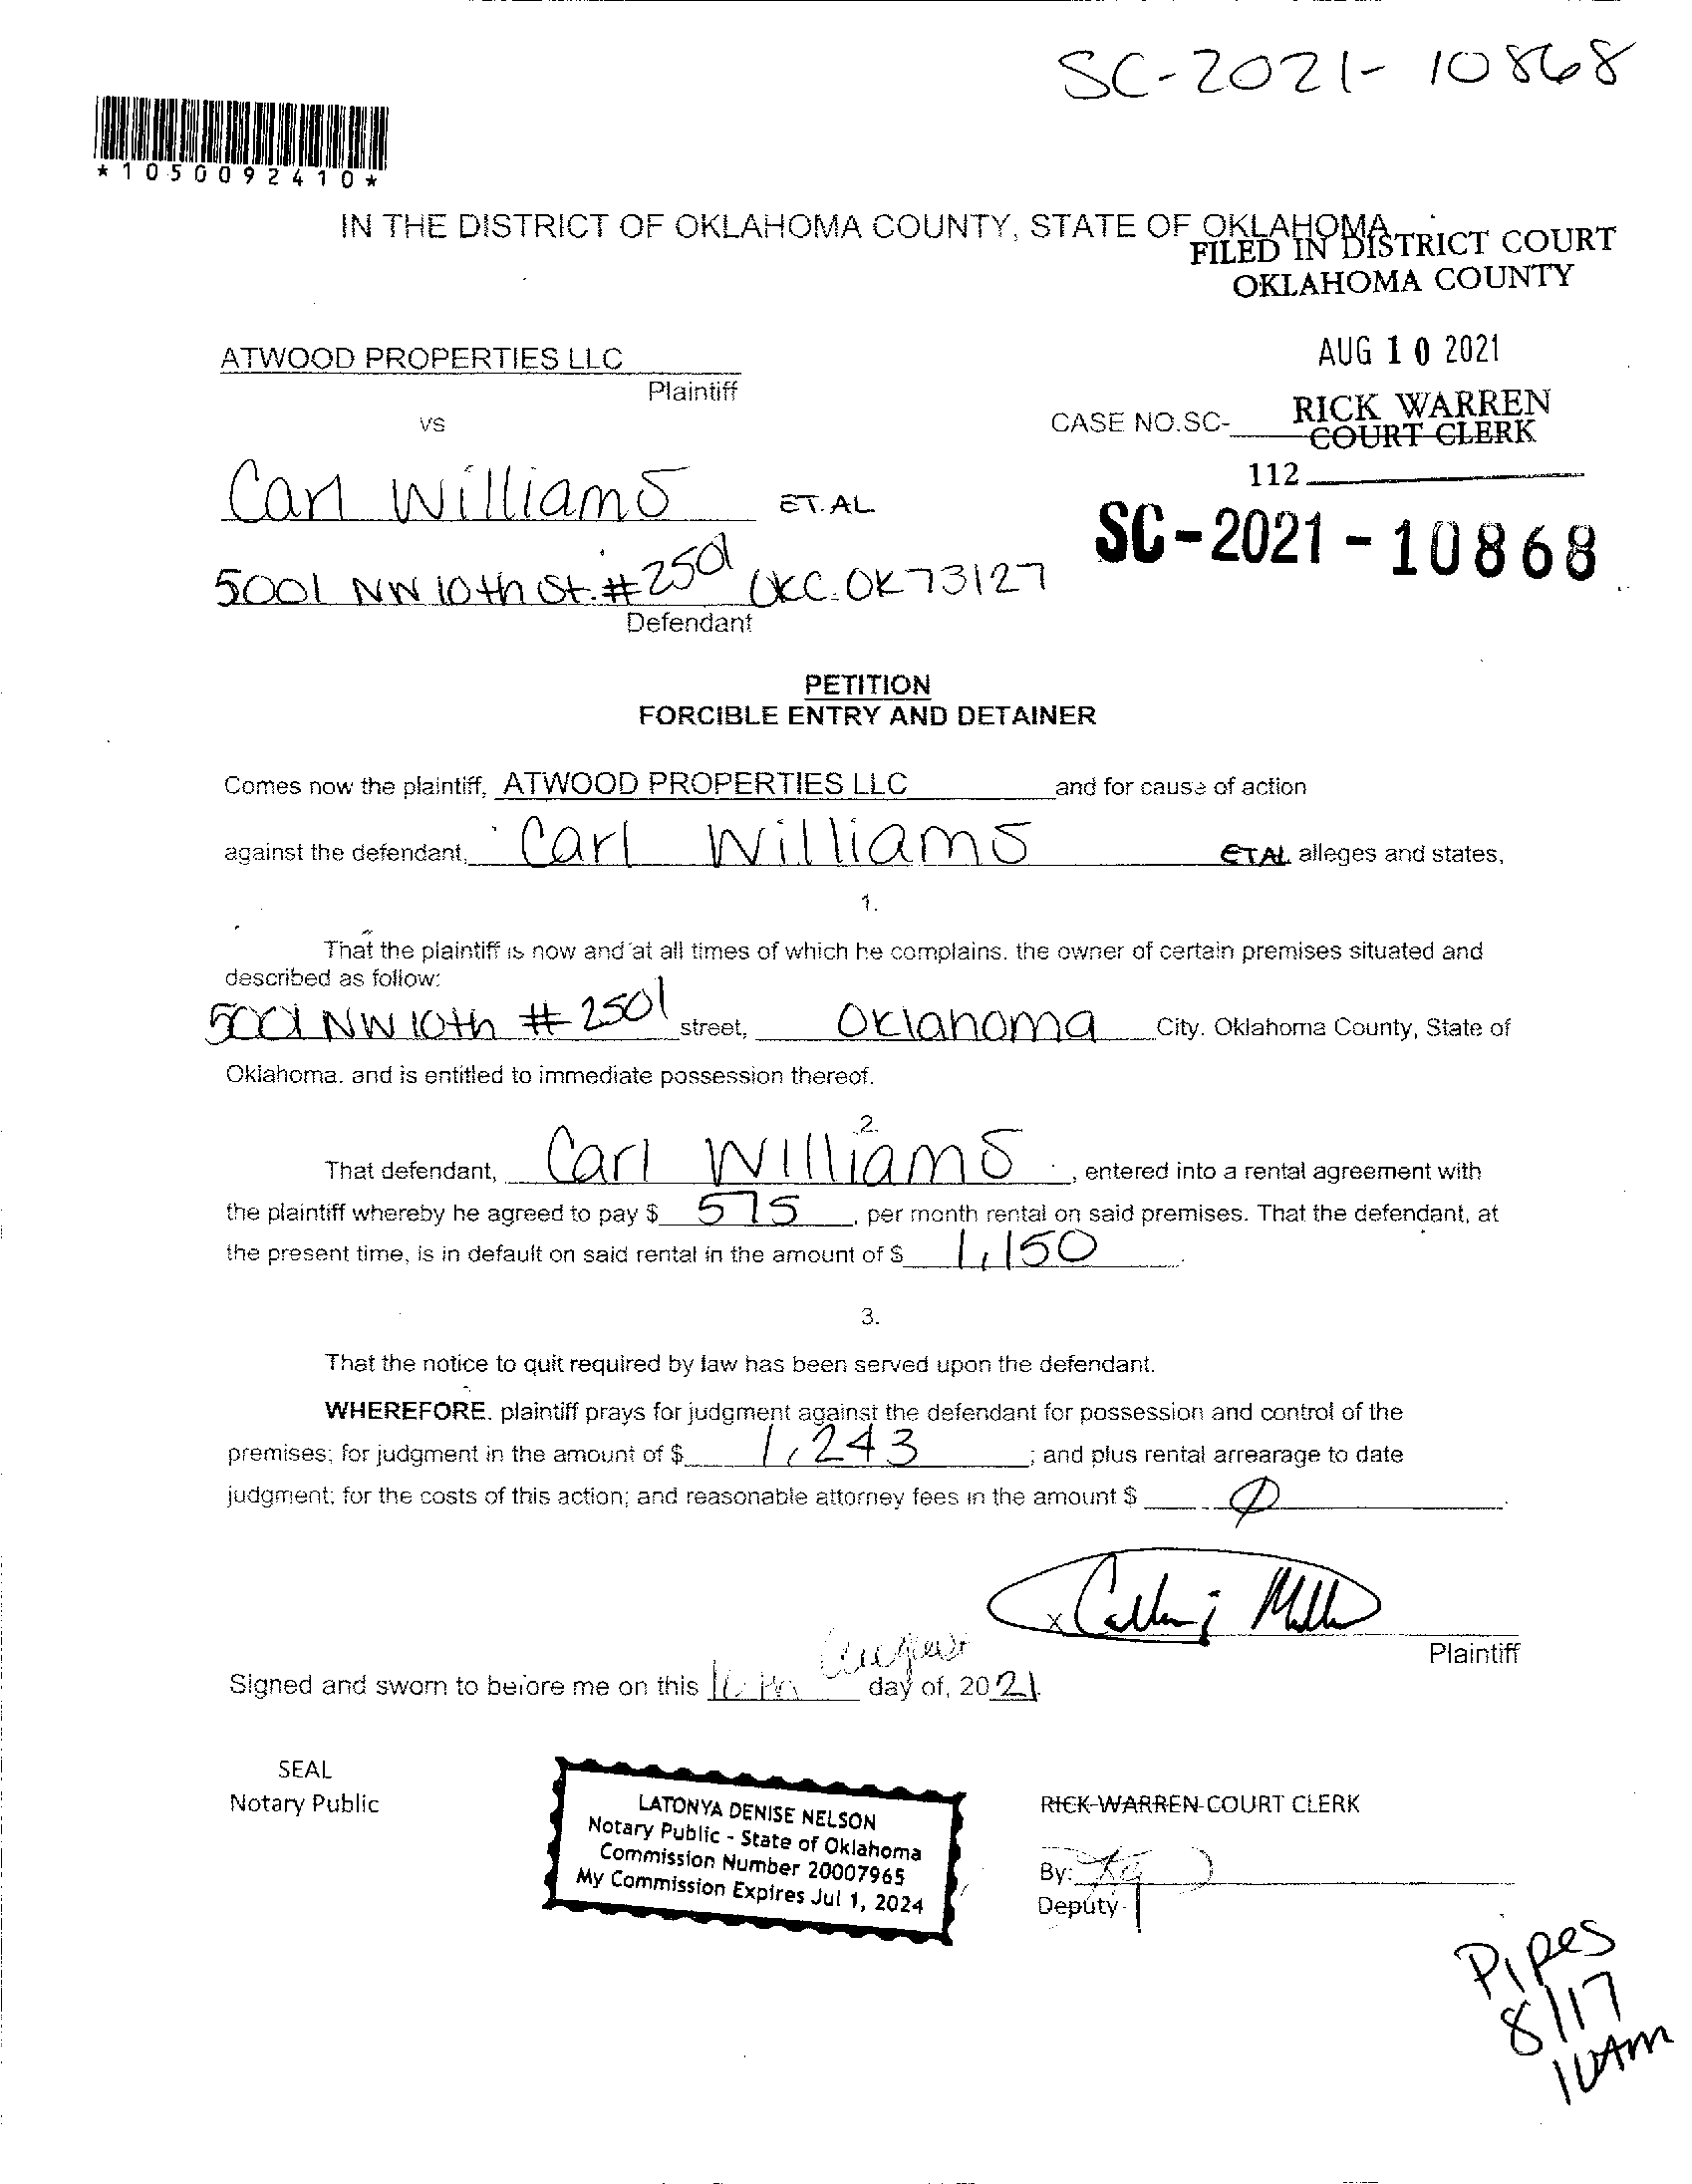 SC-2021-10868
*1050092410*
IN THE DISTRICT OF OKLAHOMA COUNTY, STATE OF OKLAHOMA
FILED IN DISTRICT COURT
OKLAHOMA COUNTY
ATWOOD PROPERTIES LLC
AUG 10 2021
Plaintiff
vs
CASE NO.SC-
RICK WARREN
COURT CLERK
112
Carl Williams ET.AL
SC-2021-10868
5001 NW 10th St. #2501 OKC. OK 73127
Defendant
PETITION
FORCIBLE ENTRY AND DETAINER
Comes now the plaintiff, ATWOOD PROPERTIES LLC and for cause of action
against the defendant, Carl Williams ETAL alleges and states,
1.
That the plaintiff is now and at all times of which he complains, the owner of certain premises situated and
described as follow:
5001 NW 10th # 2501 street, Oklahoma City. Oklahoma County, State of
Oklahoma. and is entitled to immediate possession thereof.
2.
That defendant, Carl Williams, entered into a rental agreement with
the plaintiff whereby he agreed to pay $ 575, per month rental on said premises. That the defendant, at
the present time, is in default on said rental in the amount of $ 1,150.
3.
That the notice to quit required by law has been served upon the defendant.
WHEREFORE, plaintiff prays for judgment against the defendant for possession and control of the
premises; for judgment in the amount of $ 1,243; and plus rental arrearage to date
judgment; for the costs of this action; and reasonable attorney fees in the amount $ Ø.
x
Plaintiff
August
Signed and sworn to before me on this day of, 2021.
SEAL
Notary Public
LATONYA DENISE NELSON
Notary Public - State of Oklahoma
Commission Number 20007965
My Commission Expires Jul 1, 2024
RICK WARREN COURT CLERK
By:
Deputy
Pipes
8/17
10AM